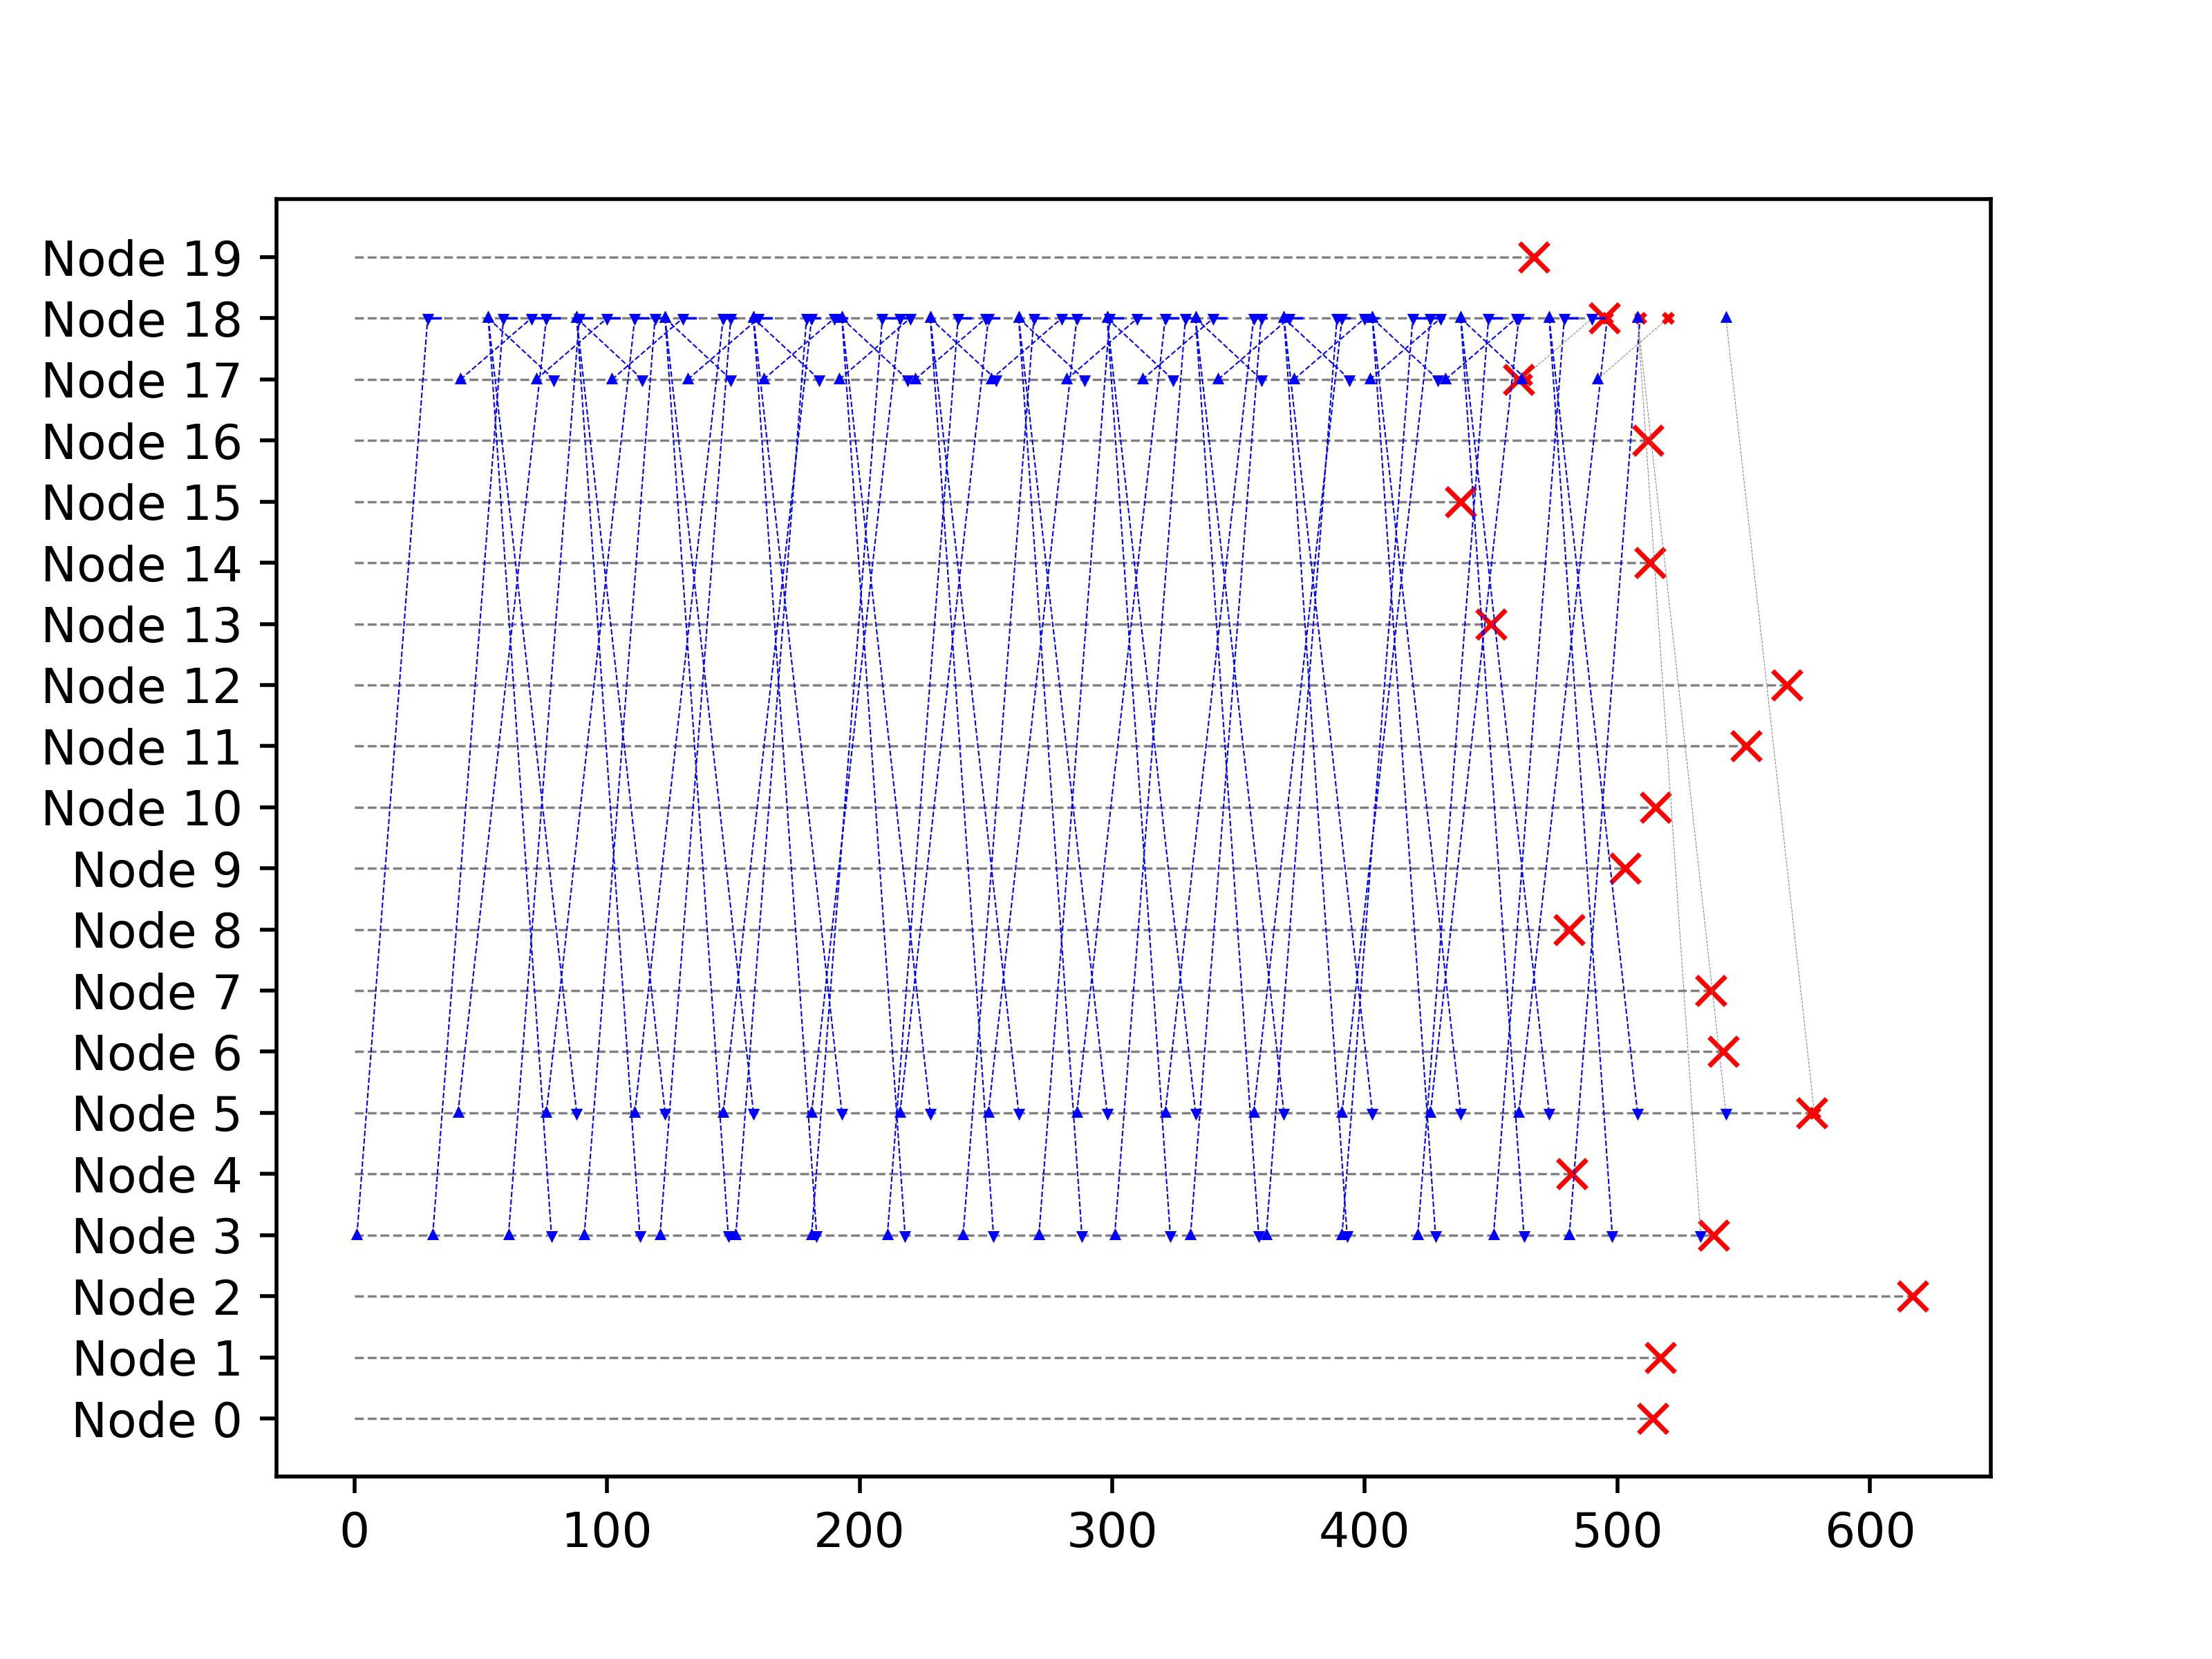 Node 19
Node 18
Node 17
Node 16
Node 15
Node 14
Node 13
Node 12
Node 11
Node 10
Node 9
Node 8
Node 7
Node 6
Node 5
Node 4
Node 3
Node 2
Node 1
Node 0
0 100 200 300 400 500 600